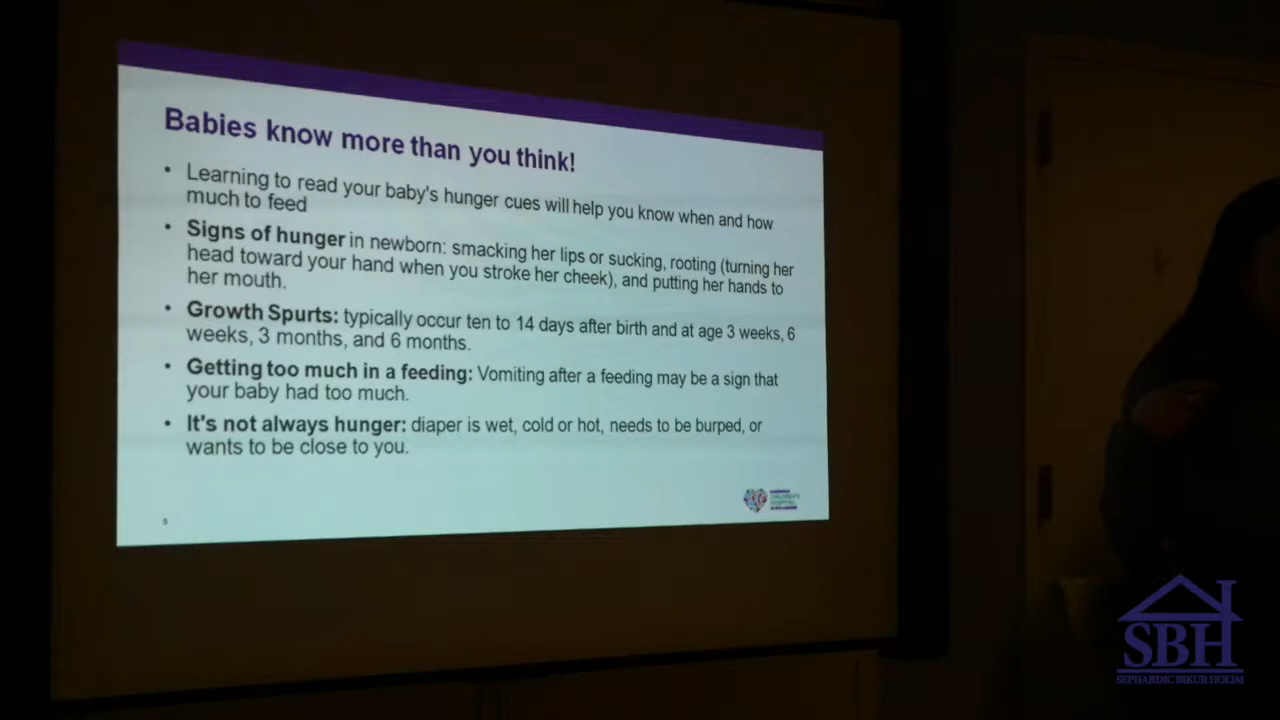 Babies know more than you think!
• Learning to read your baby's hunger cues will help you know when and how
much to feed
• Signs of hunger in newborn: smacking her lips or sucking, rooting (turning her
head toward your hand when you stroke her cheek), and putting her hands to
her mouth.
• Growth Spurts: typically occur ten to 14 days after birth and at age 3 weeks, 6
weeks, 3 months, and 6 months.
• Getting too much in a feeding: Vomiting after a feeding may be a sign that
your baby had too much.
• It's not always hunger: diaper is wet, cold or hot, needs to be burped, or
wants to be close to you.
CHILDREN'S
HOSPITAL
SBH
SEPHARDIC BIKUR HOLIM